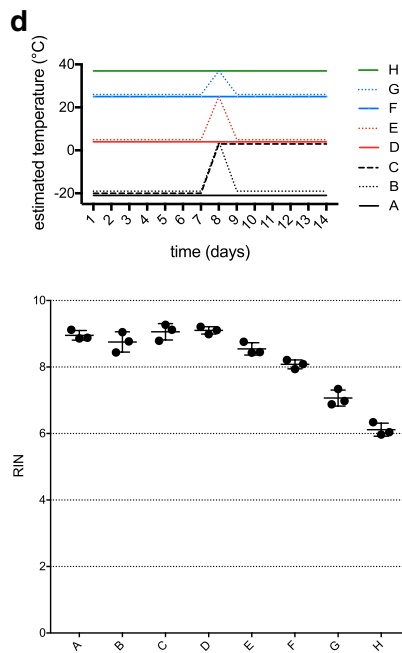 d
estimated temperature (°C)
40
20
0
-20
1 2 3 4 5 6 7 8 9 10 11 12 13 14
time (days)
H
G
F
E
D
C
B
A
RIN
10
8
6
4
2
0
A B C D E F G H